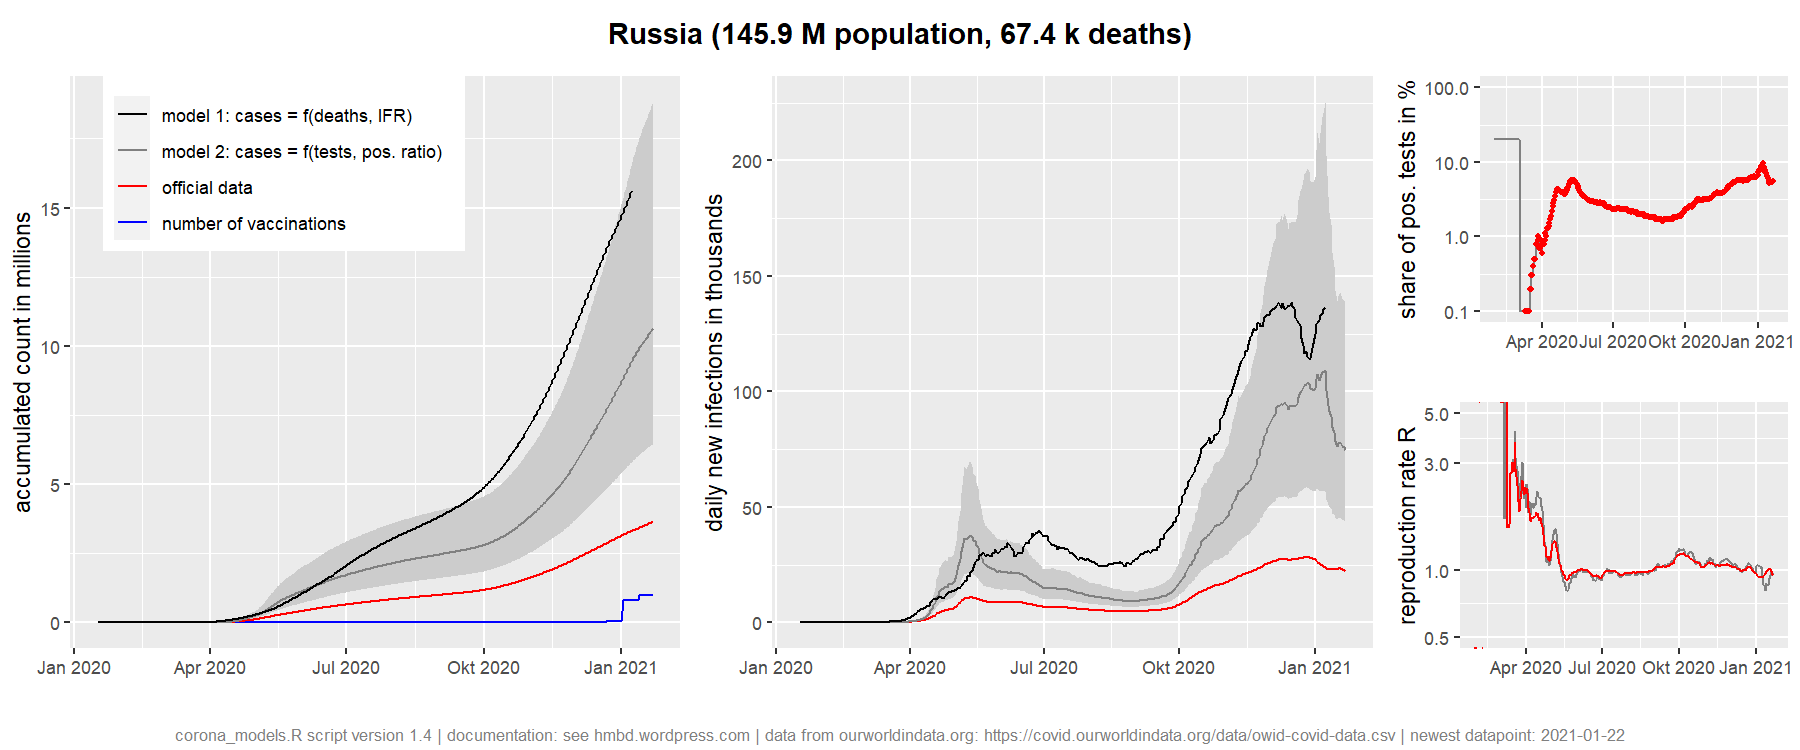 Russia (145.9 M population, 67.4 k deaths)
model 1: cases = f(deaths, IFR)
model 2: cases = f(tests, pos. ratio)
official data
number of vaccinations
accumulated count in millions
15
10
5
0
Jan 2020
Apr 2020
Jul 2020
Okt 2020
Jan 2021
daily new infections in thousands
200
150
100
50
0
Jan 2020
Apr 2020
Jul 2020
Okt 2020
Jan 2021
share of pos. tests in %
100.0
10.0
1.0
0.1
Apr 2020
Jul 2020
Okt 2020
Jan 2021
reproduction rate R
5.0
3.0
1.0
0.5
Apr 2020
Jul 2020
Okt 2020
Jan 2021
corona_models.R script version 1.4 | documentation: see hmbd.wordpress.com | data from ourworldindata.org: https://covid.ourworldindata.org/data/owid-covid-data.csv | newest datapoint: 2021-01-22